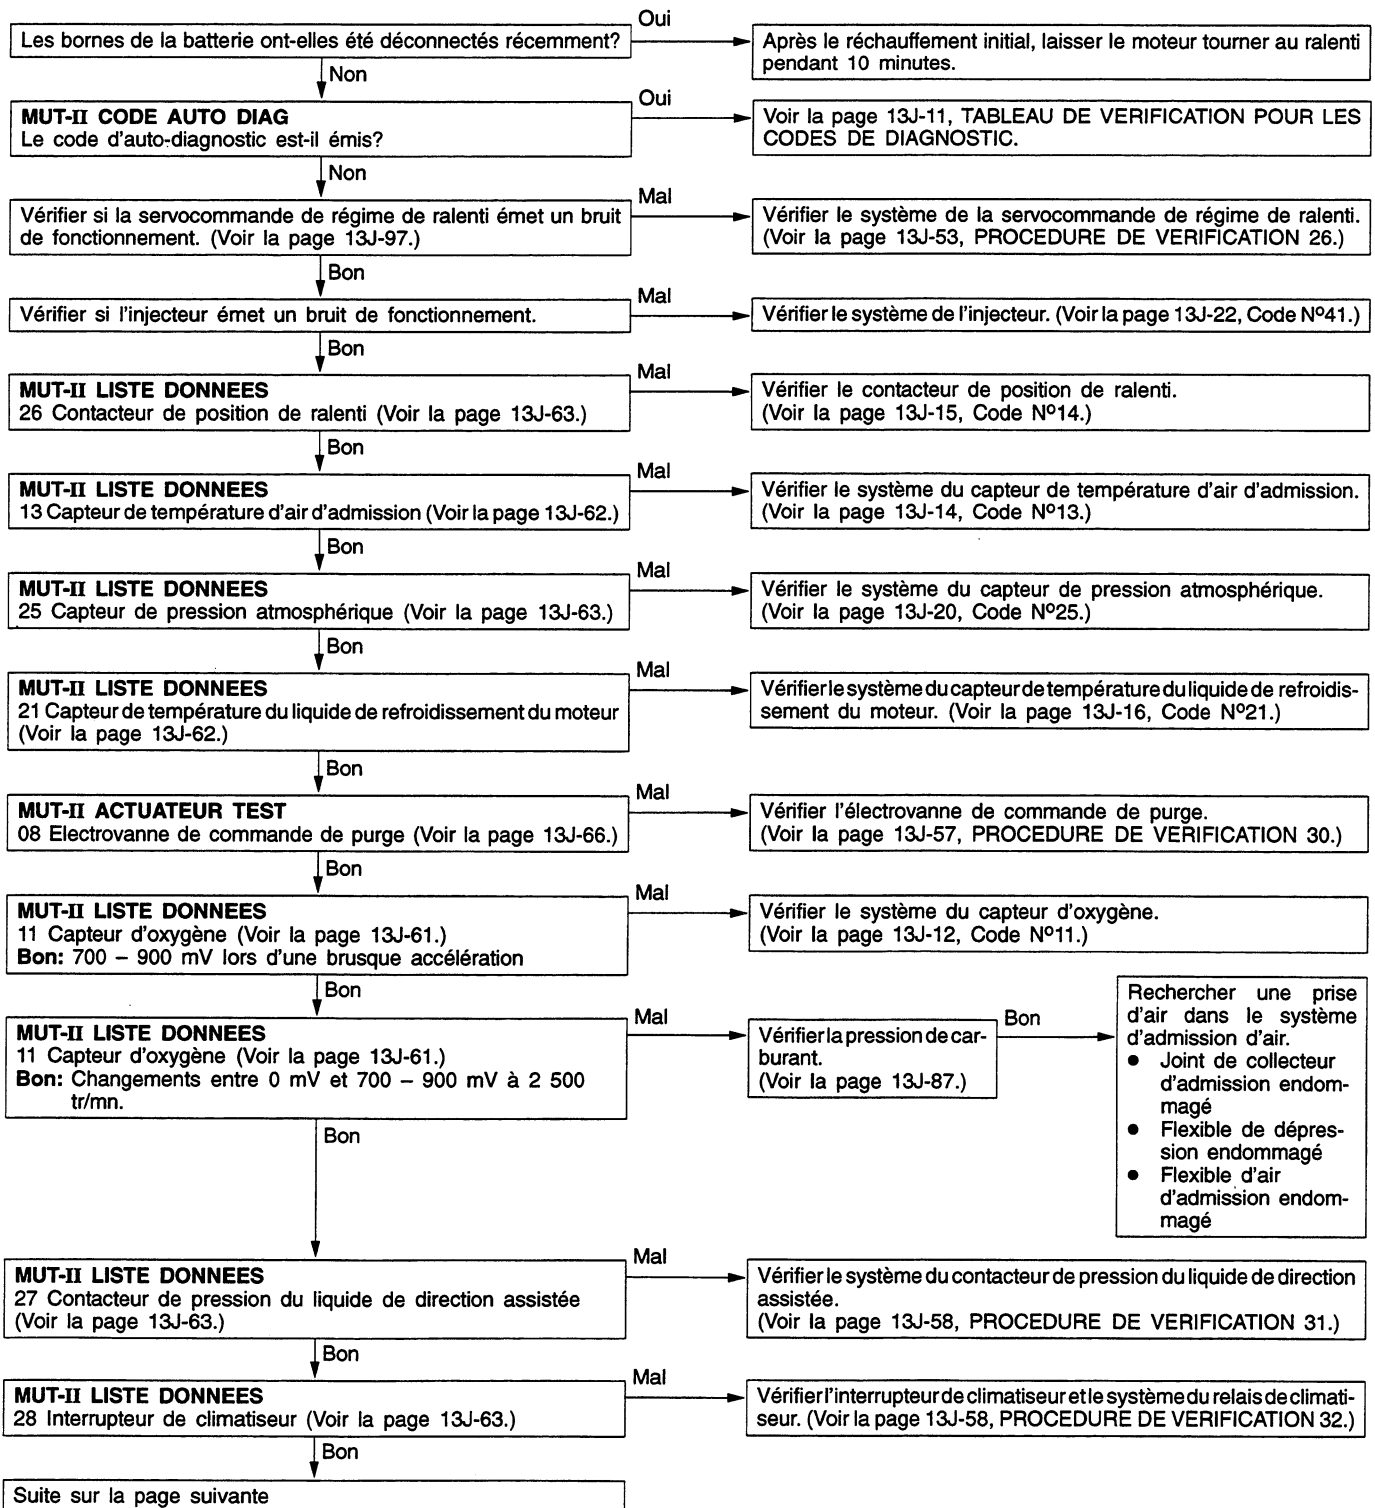 Les bornes de la batterie ont-elles été déconnectés récemment?
Oui
Après le réchauffement initial, laisser le moteur tourner au ralenti
pendant 10 minutes.
Non
MUT-II CODE AUTO DIAG
Le code d'auto-diagnostic est-il émis?
Oui
Voir la page 13J-11, TABLEAU DE VERIFICATION POUR LES
CODES DE DIAGNOSTIC.
Non
Vérifier si la servocommande de régime de ralenti émet un bruit
de fonctionnement. (Voir la page 13J-97.)
Mal
Vérifier le système de la servocommande de régime de ralenti.
(Voir la page 13J-53, PROCEDURE DE VERIFICATION 26.)
Bon
Vérifier si l'injecteur émet un bruit de fonctionnement.
Mal
Vérifier le système de l'injecteur. (Voir la page 13J-22, Code Nº41.)
Bon
MUT-II LISTE DONNEES
26 Contacteur de position de ralenti (Voir la page 13J-63.)
Mal
Vérifier le contacteur de position de ralenti.
(Voir la page 13J-15, Code Nº14.)
Bon
MUT-II LISTE DONNEES
13 Capteur de température d'air d'admission (Voir la page 13J-62.)
Mal
Vérifier le système du capteur de température d'air d'admission.
(Voir la page 13J-14, Code Nº13.)
Bon
MUT-II LISTE DONNEES
25 Capteur de pression atmosphérique (Voir la page 13J-63.)
Mal
Vérifier le système du capteur de pression atmosphérique.
(Voir la page 13J-20, Code Nº25.)
Bon
MUT-II LISTE DONNEES
21 Capteur de température du liquide de refroidissement du moteur
(Voir la page 13J-62.)
Mal
Vérifier le système du capteur de température du liquide de refroidis-
sement du moteur. (Voir la page 13J-16, Code Nº21.)
Bon
MUT-II ACTUATEUR TEST
08 Electrovanne de commande de purge (Voir la page 13J-66.)
Mal
Vérifier l'électrovanne de commande de purge.
(Voir la page 13J-57, PROCEDURE DE VERIFICATION 30.)
Bon
MUT-II LISTE DONNEES
11 Capteur d'oxygène (Voir la page 13J-61.)
Bon: 700 – 900 mV lors d'une brusque accélération
Mal
Vérifier le système du capteur d'oxygène.
(Voir la page 13J-12, Code Nº11.)
Bon
MUT-II LISTE DONNEES
11 Capteur d'oxygène (Voir la page 13J-61.)
Bon: Changements entre 0 mV et 700 – 900 mV à 2 500
tr/mn.
Mal
Vérifier la pression de car-
burant.
(Voir la page 13J-87.)
Bon
Rechercher une prise
d'air dans le système
d'admission d'air.
● Joint de collecteur
d'admission endom-
magé
● Flexible de dépres-
sion endommagé
● Flexible d'air
d'admission endom-
magé
Bon
MUT-II LISTE DONNEES
27 Contacteur de pression du liquide de direction assistée
(Voir la page 13J-63.)
Mal
Vérifier le système du contacteur de pression du liquide de direction
assistée.
(Voir la page 13J-58, PROCEDURE DE VERIFICATION 31.)
Bon
MUT-II LISTE DONNEES
28 Interrupteur de climatiseur (Voir la page 13J-63.)
Mal
Vérifier l'interrupteur de climatiseur et le système du relais de climati-
seur. (Voir la page 13J-58, PROCEDURE DE VERIFICATION 32.)
Bon
Suite sur la page suivante